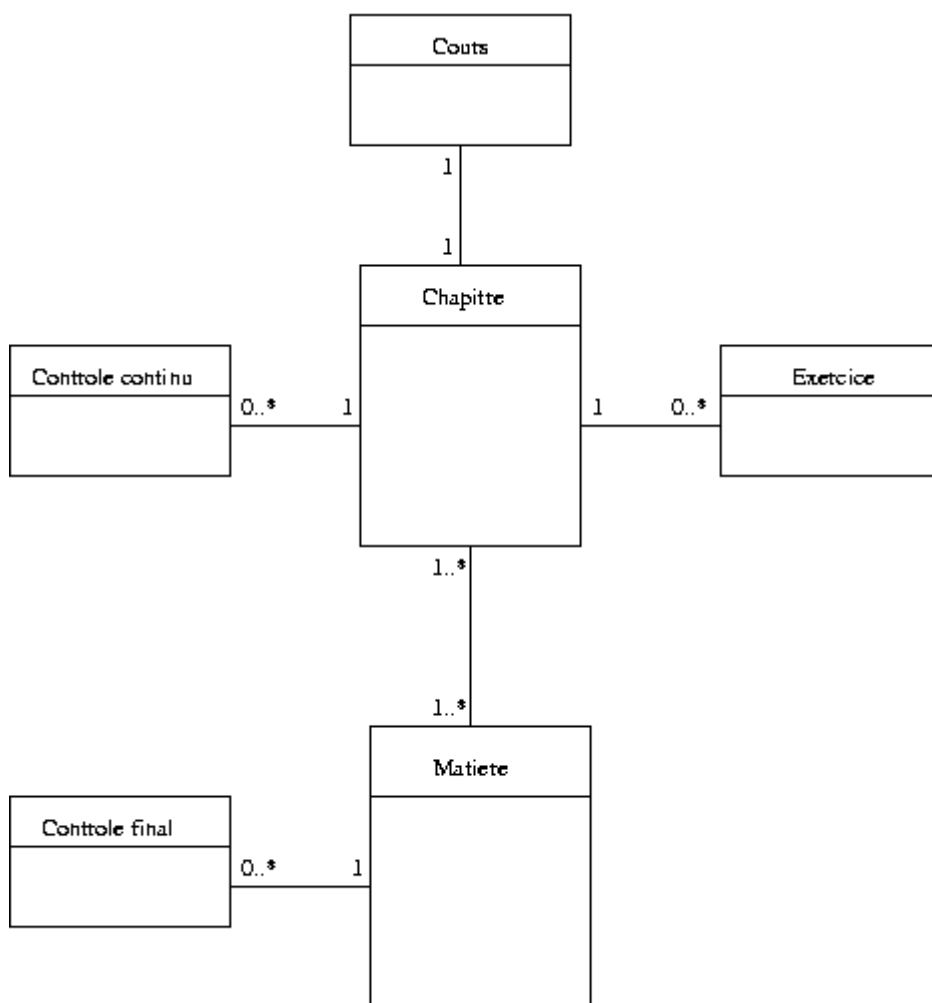 Cours
1
1
Chapitre
Controle continu
0..*
1
1
0..*
Exercice
1..*
1..*
Matiere
Controle final
0..*
1